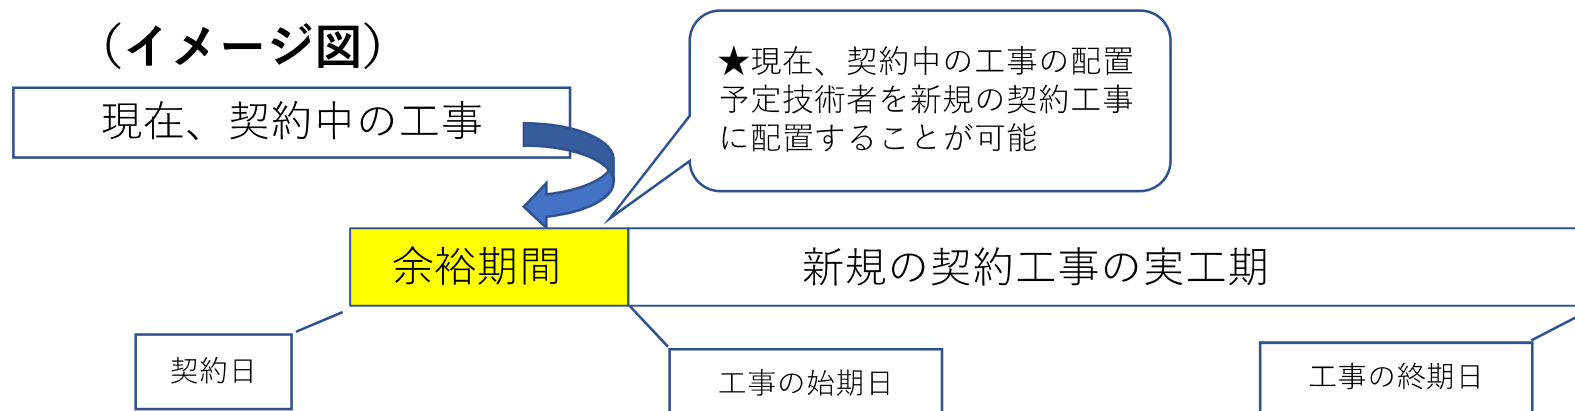 （イメージ図）
現在、契約中の工事
★現在、契約中の工事の配置
予定技術者を新規の契約工事
に配置することが可能
余裕期間
新規の契約工事の実工期
契約日
工事の始期日
工事の終期日